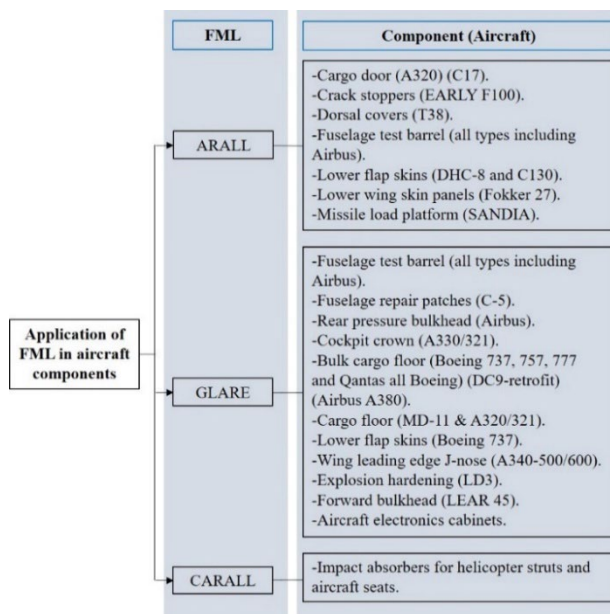 FML
Component (Aircraft)
Application of
FML in aircraft
components
ARALL
-Cargo door (A320) (C17).
-Crack stoppers (EARLY F100).
-Dorsal covers (T38).
-Fuselage test barrel (all types including
Airbus).
-Lower flap skins (DHC-8 and C130).
-Lower wing skin panels (Fokker 27).
-Missile load platform (SANDIA).
GLARE
-Fuselage test barrel (all types including
Airbus).
-Fuselage repair patches (C-5).
-Rear pressure bulkhead (Airbus).
-Cockpit crown (A330/321).
-Bulk cargo floor (Boeing 737, 757, 777
and Qantas all Boeing) (DC9-retrofit)
(Airbus A380).
-Cargo floor (MD-11 & A320/321).
-Lower flap skins (Boeing 737).
-Wing leading edge J-nose (A340-500/600).
-Explosion hardening (LD3).
-Forward bulkhead (LEAR 45).
-Aircraft electronics cabinets.
CARALL
-Impact absorbers for helicopter struts and
aircraft seats.